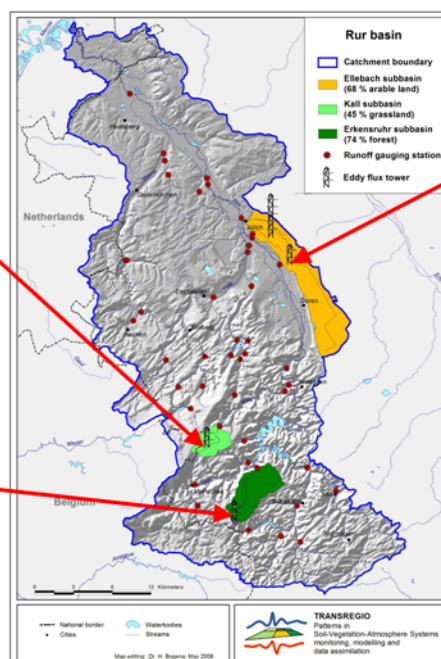 Rur basin
Catchment boundary
Ellebach subbasin
(68 % arable land)
Kall subbasin
(45 % grassland)
Erkensruhr subbasin
(74 % forest)
Runoff gauging station
Eddy flux tower
Heinsberg
Netherlands
Jülich
Düren
Belgium
Kilometers
National border
Cities
Waterbodies
Streams
Map editing: Dr. H. Bogena; May 2006
TRANSREGIO
Patterns in
Soil-Vegetation-Atmosphere Systems
monitoring, modelling and
data assimilation